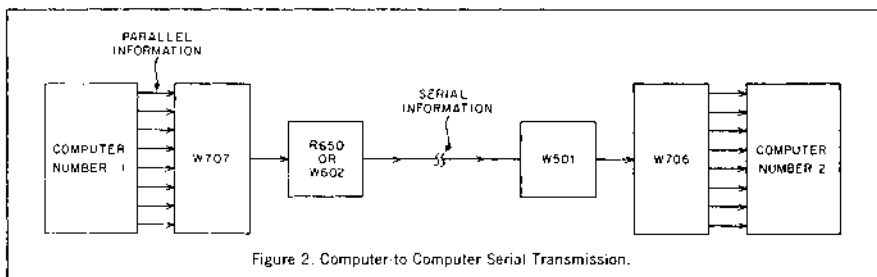 PARALLEL
INFORMATION
COMPUTER
NUMBER 1
W707
R650
OR
W602
SERIAL
INFORMATION
W501
W706
COMPUTER
NUMBER 2
Figure 2. Computer-to Computer Serial Transmission.